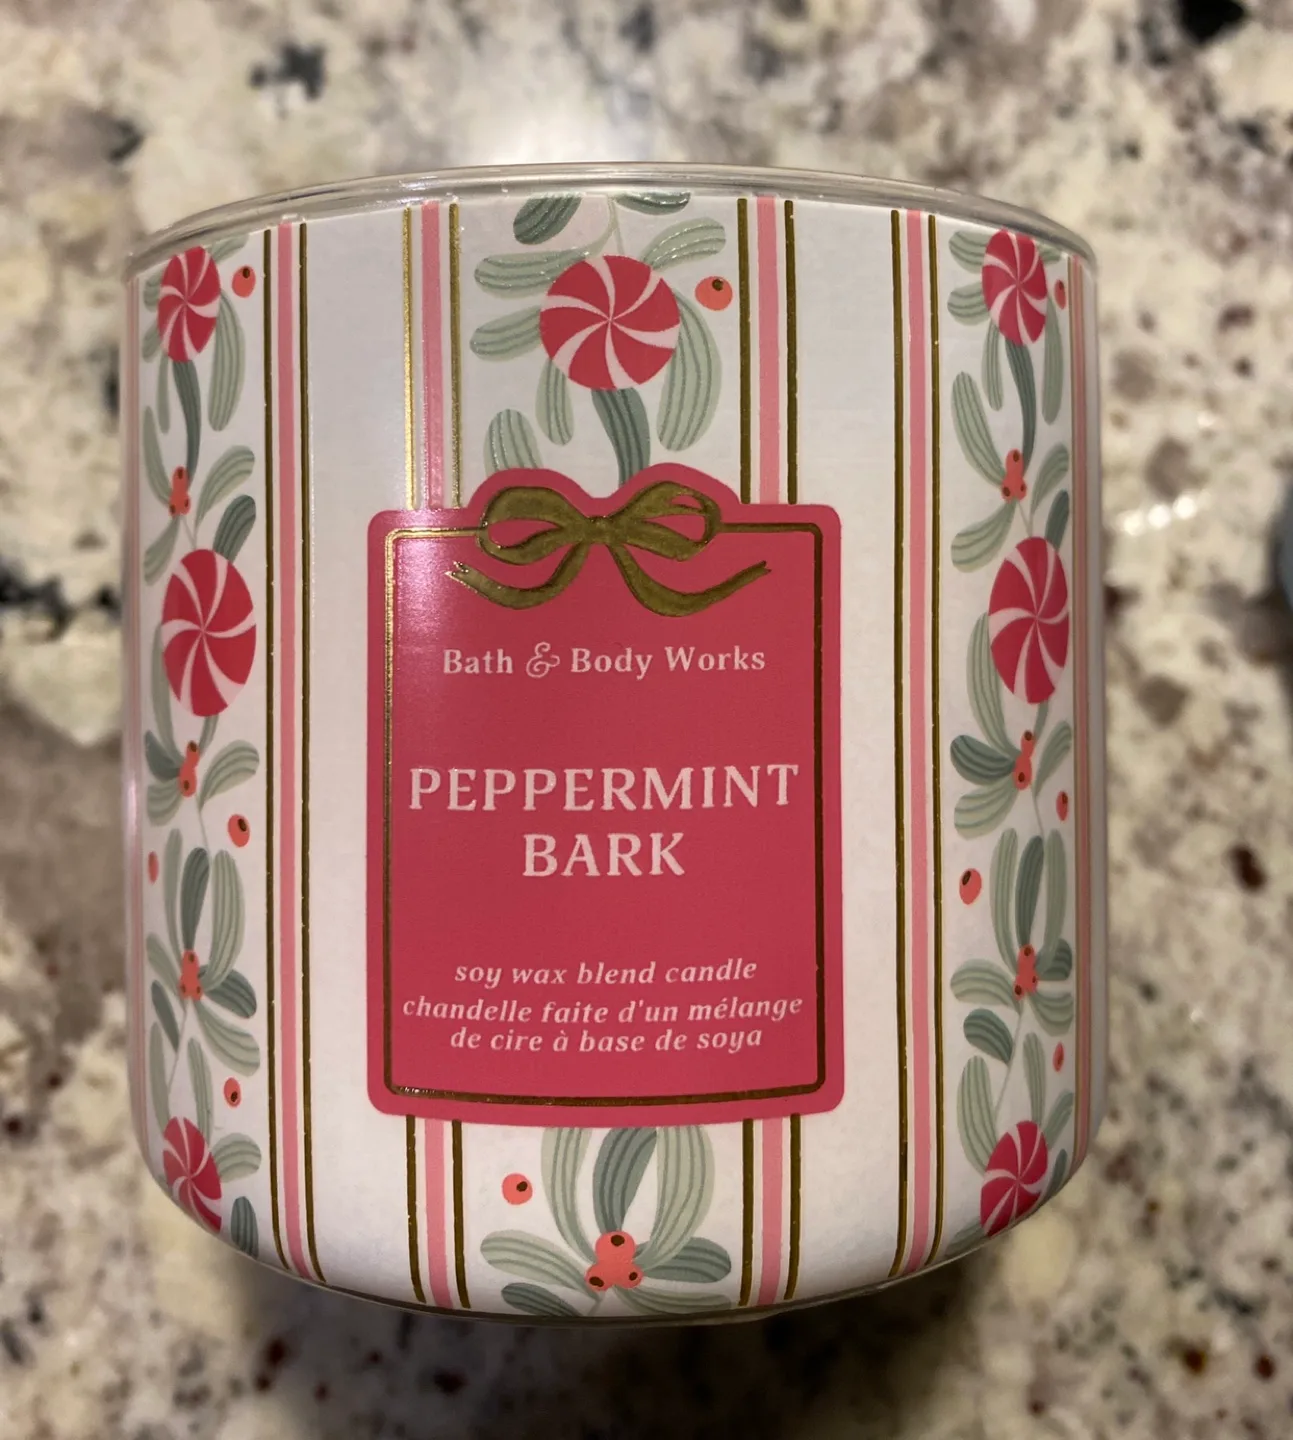 Bath & Body Works
PEPPERMINT
BARK
soy wax blend candle
chandelle faite d'un mélange
de cire à base de soya